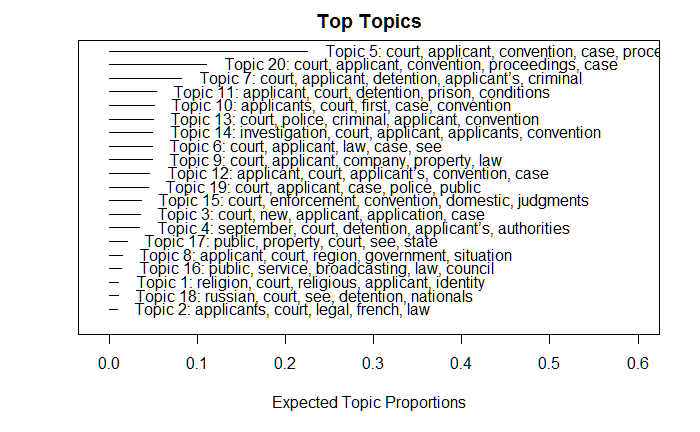 Top Topics
Topic 5: court, applicant, convention, case, proce
Topic 20: court, applicant, convention, proceedings, case
Topic 7: court, applicant, detention, applicant's, criminal
Topic 11: applicant, court, detention, prison, conditions
Topic 10: applicants, court, first, case, convention
Topic 13: court, police, criminal, applicant, convention
Topic 14: investigation, court, applicant, applicants, convention
Topic 6: court, applicant, law, case, see
Topic 9: court, applicant, company, property, law
Topic 12: applicant, court, applicant's, convention, case
Topic 19: court, applicant, case, police, public
Topic 15: court, enforcement, convention, domestic, judgments
Topic 3: court, new, applicant, application, case
Topic 4: september, court, detention, applicant's, authorities
Topic 17: public, property, court, see, state
Topic 8: applicant, court, region, government, situation
Topic 16: public, service, broadcasting, law, council
Topic 1: religion, court, religious, applicant, identity
Topic 18: russian, court, see, detention, nationals
Topic 2: applicants, court, legal, french, law
0.0 0.1 0.2 0.3 0.4 0.5 0.6
Expected Topic Proportions